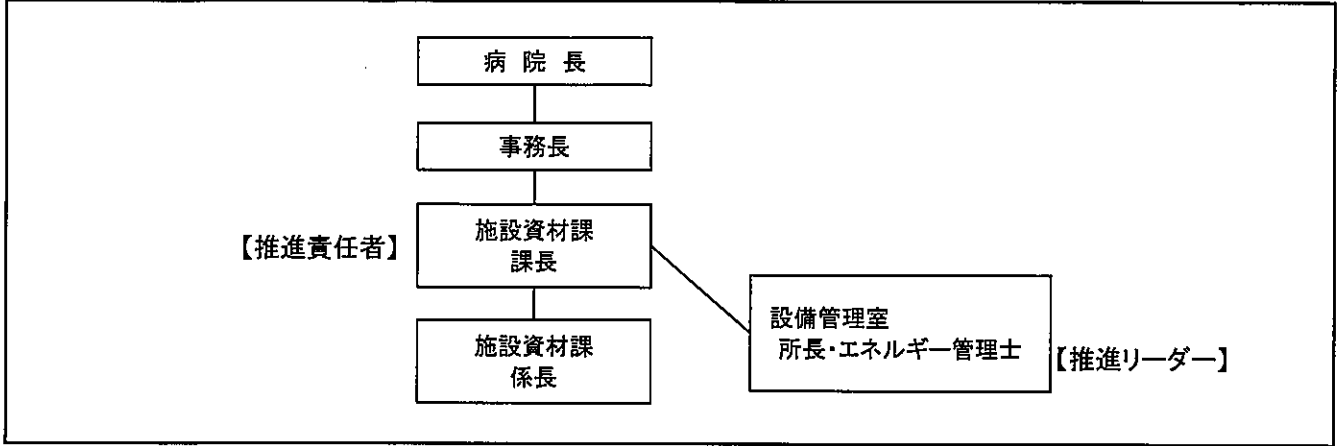 病 院 長
事務長
【推進責任者】
施設資材課
課長
設備管理室
所長・エネルギー管理士
【推進リーダー】
施設資材課
係長